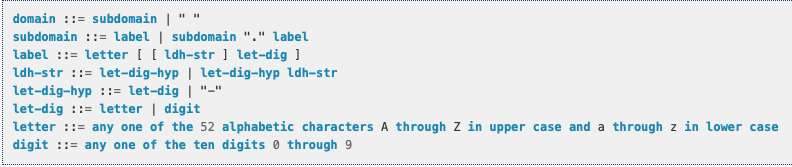 domain ::= subdomain | " "
subdomain ::= label | subdomain "." label
label ::= letter [ [ ldh-str ] let-dig ]
ldh-str ::= let-dig-hyp | let-dig-hyp ldh-str
let-dig-hyp ::= let-dig | "-"
let-dig ::= letter | digit
letter ::= any one of the 52 alphabetic characters A through Z in upper case and a through z in lower case
digit ::= any one of the ten digits 0 through 9